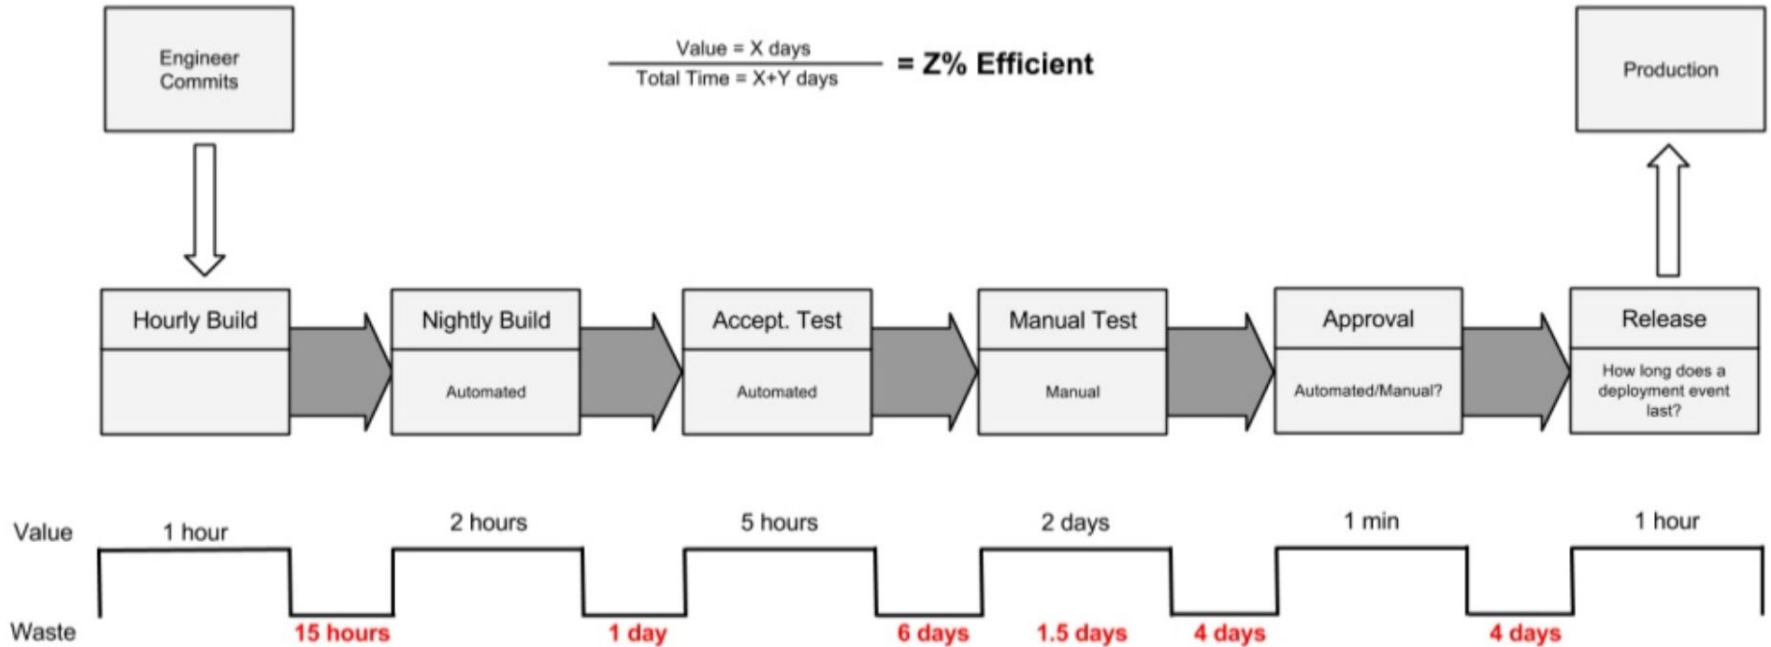 Engineer
Commits
Value = X days
Total Time = X+Y days
= Z% Efficient
Production
Hourly Build
Nightly Build
Automated
Accept. Test
Automated
Manual Test
Manual
Approval
Automated/Manual?
Release
How long does a
deployment event
last?
Value
1 hour
2 hours
5 hours
2 days
1 min
1 hour
Waste
15 hours
1 day
6 days
1.5 days
4 days
4 days